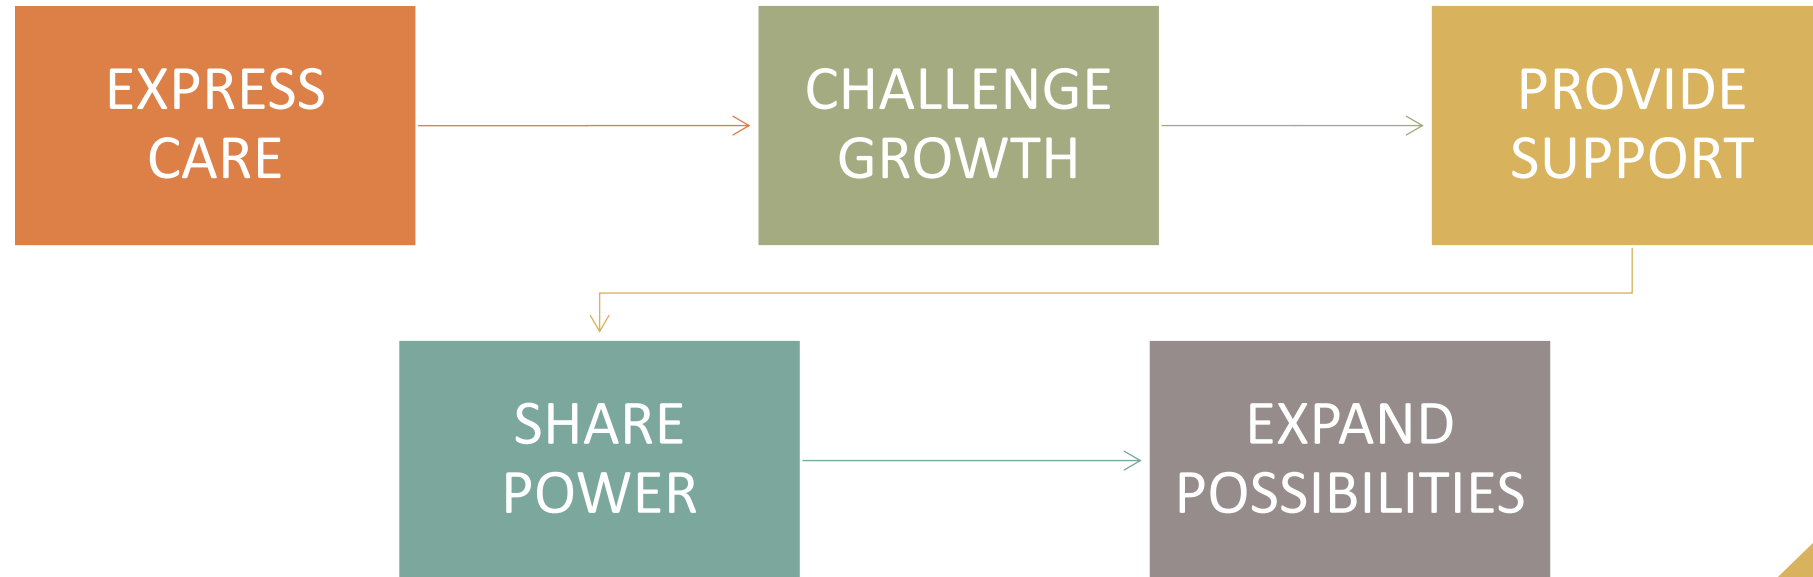 EXPRESS
CARE
CHALLENGE
GROWTH
PROVIDE
SUPPORT
SHARE
POWER
EXPAND
POSSIBILITIES